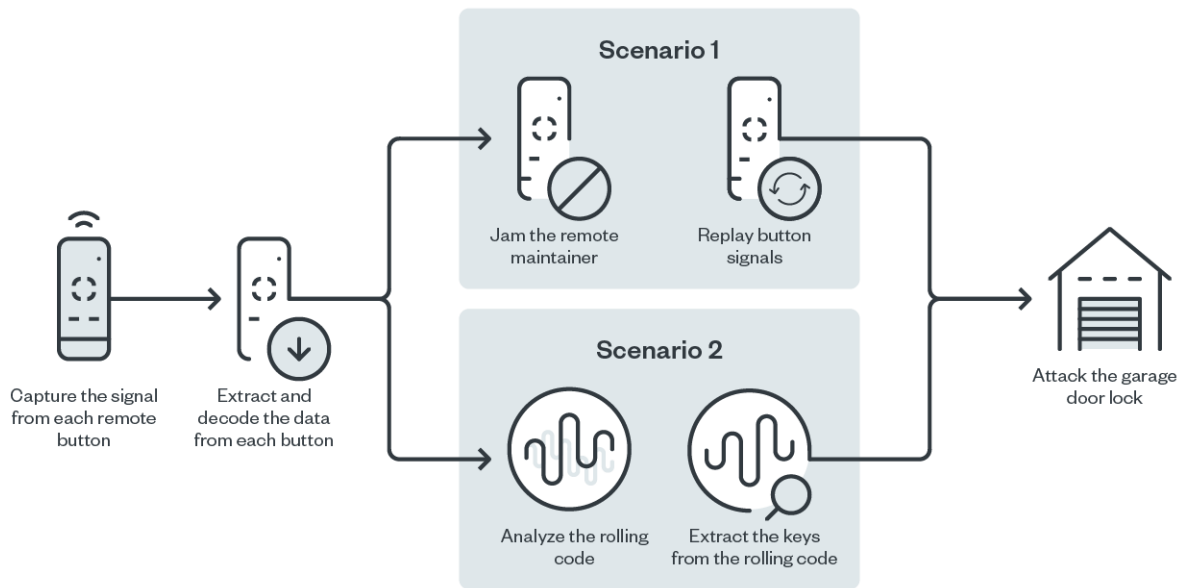 Scenario 1
Jam the remote
maintainer
Replay button
signals
Capture the signal
from each remote
button
Extract and
decode the data
from each button
Scenario 2
Analyze the rolling
code
Extract the keys
from the rolling code
Attack the garage
door lock